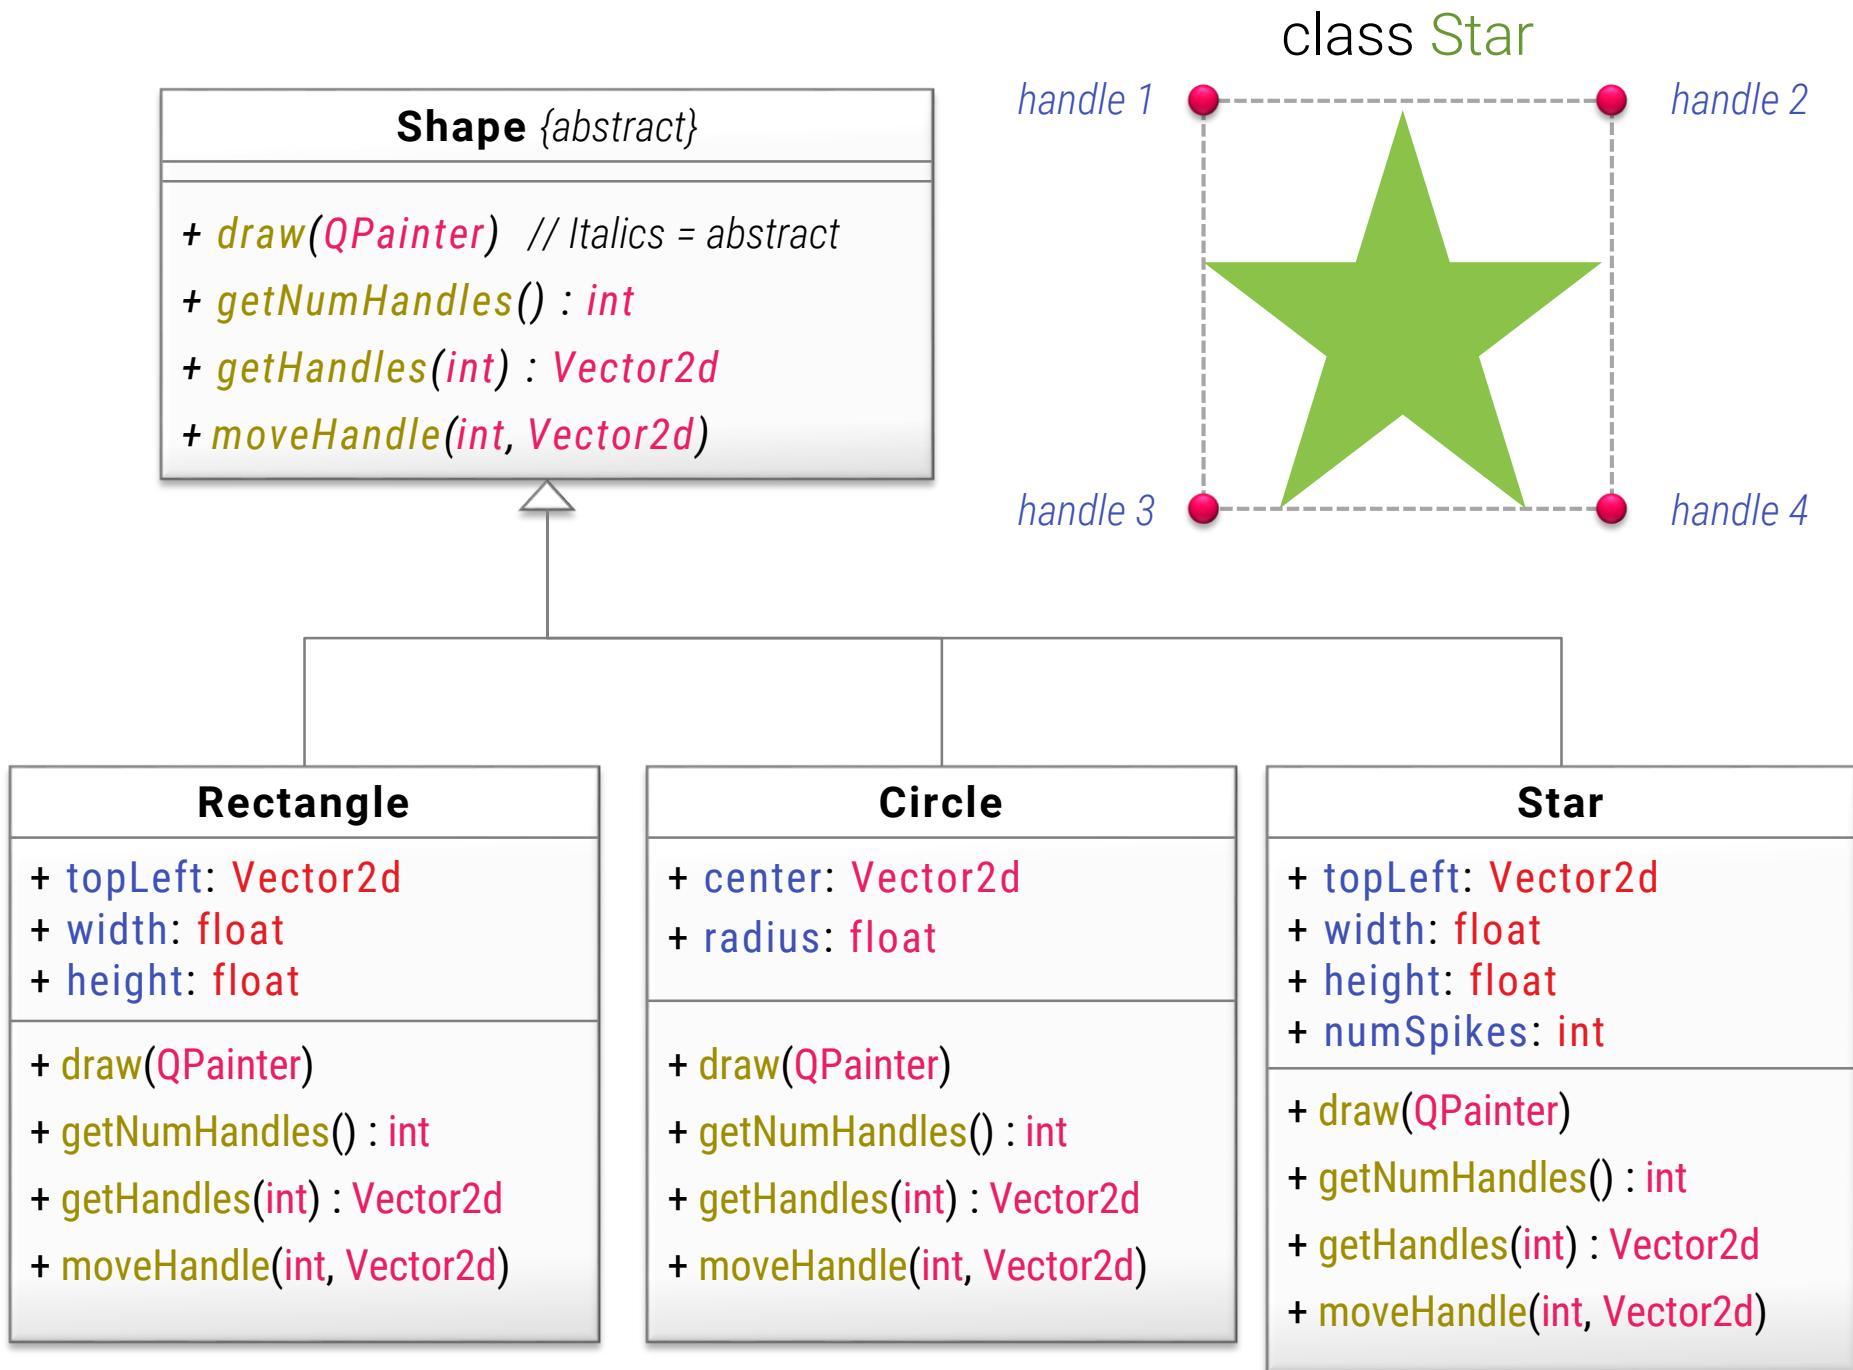 class Star
handle 1
handle 2
handle 3
handle 4
Shape {abstract}
+ draw(QPainter) // Italics = abstract
+ getNumHandles() : int
+ getHandles(int) : Vector2d
+ moveHandle(int, Vector2d)
Rectangle
+ topLeft: Vector2d
+ width: float
+ height: float
+ draw(QPainter)
+ getNumHandles() : int
+ getHandles(int) : Vector2d
+ moveHandle(int, Vector2d)
Circle
+ center: Vector2d
+ radius: float
+ draw(QPainter)
+ getNumHandles() : int
+ getHandles(int) : Vector2d
+ moveHandle(int, Vector2d)
Star
+ topLeft: Vector2d
+ width: float
+ height: float
+ numSpikes: int
+ draw(QPainter)
+ getNumHandles() : int
+ getHandles(int) : Vector2d
+ moveHandle(int, Vector2d)